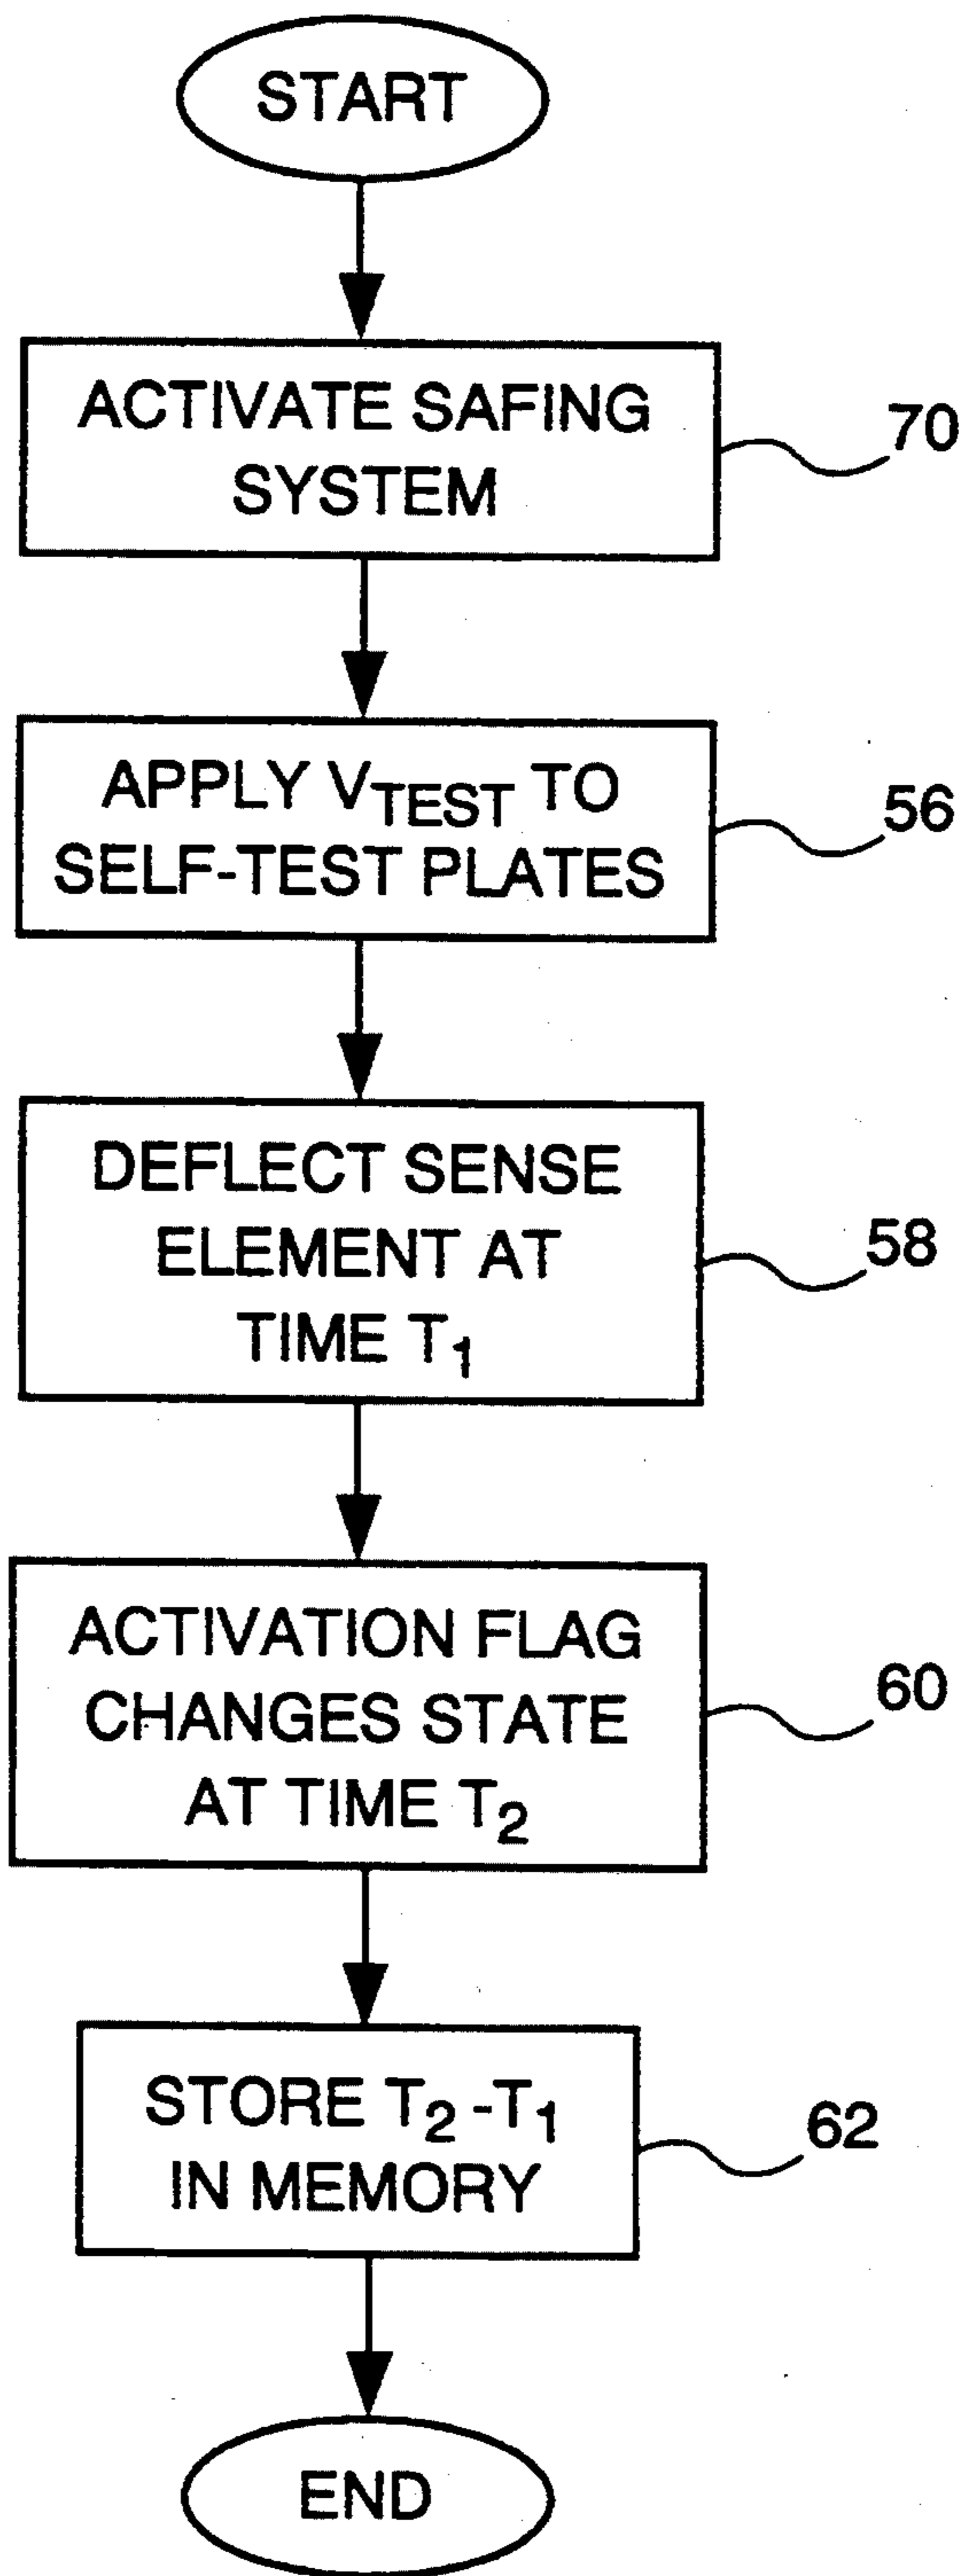 START
ACTIVATE SAFING
SYSTEM
70
APPLY V_TEST TO
SELF-TEST PLATES
56
DEFLECT SENSE
ELEMENT AT
TIME T₁
58
ACTIVATION FLAG
CHANGES STATE
AT TIME T₂
60
STORE T₂-T₁
IN MEMORY
62
END